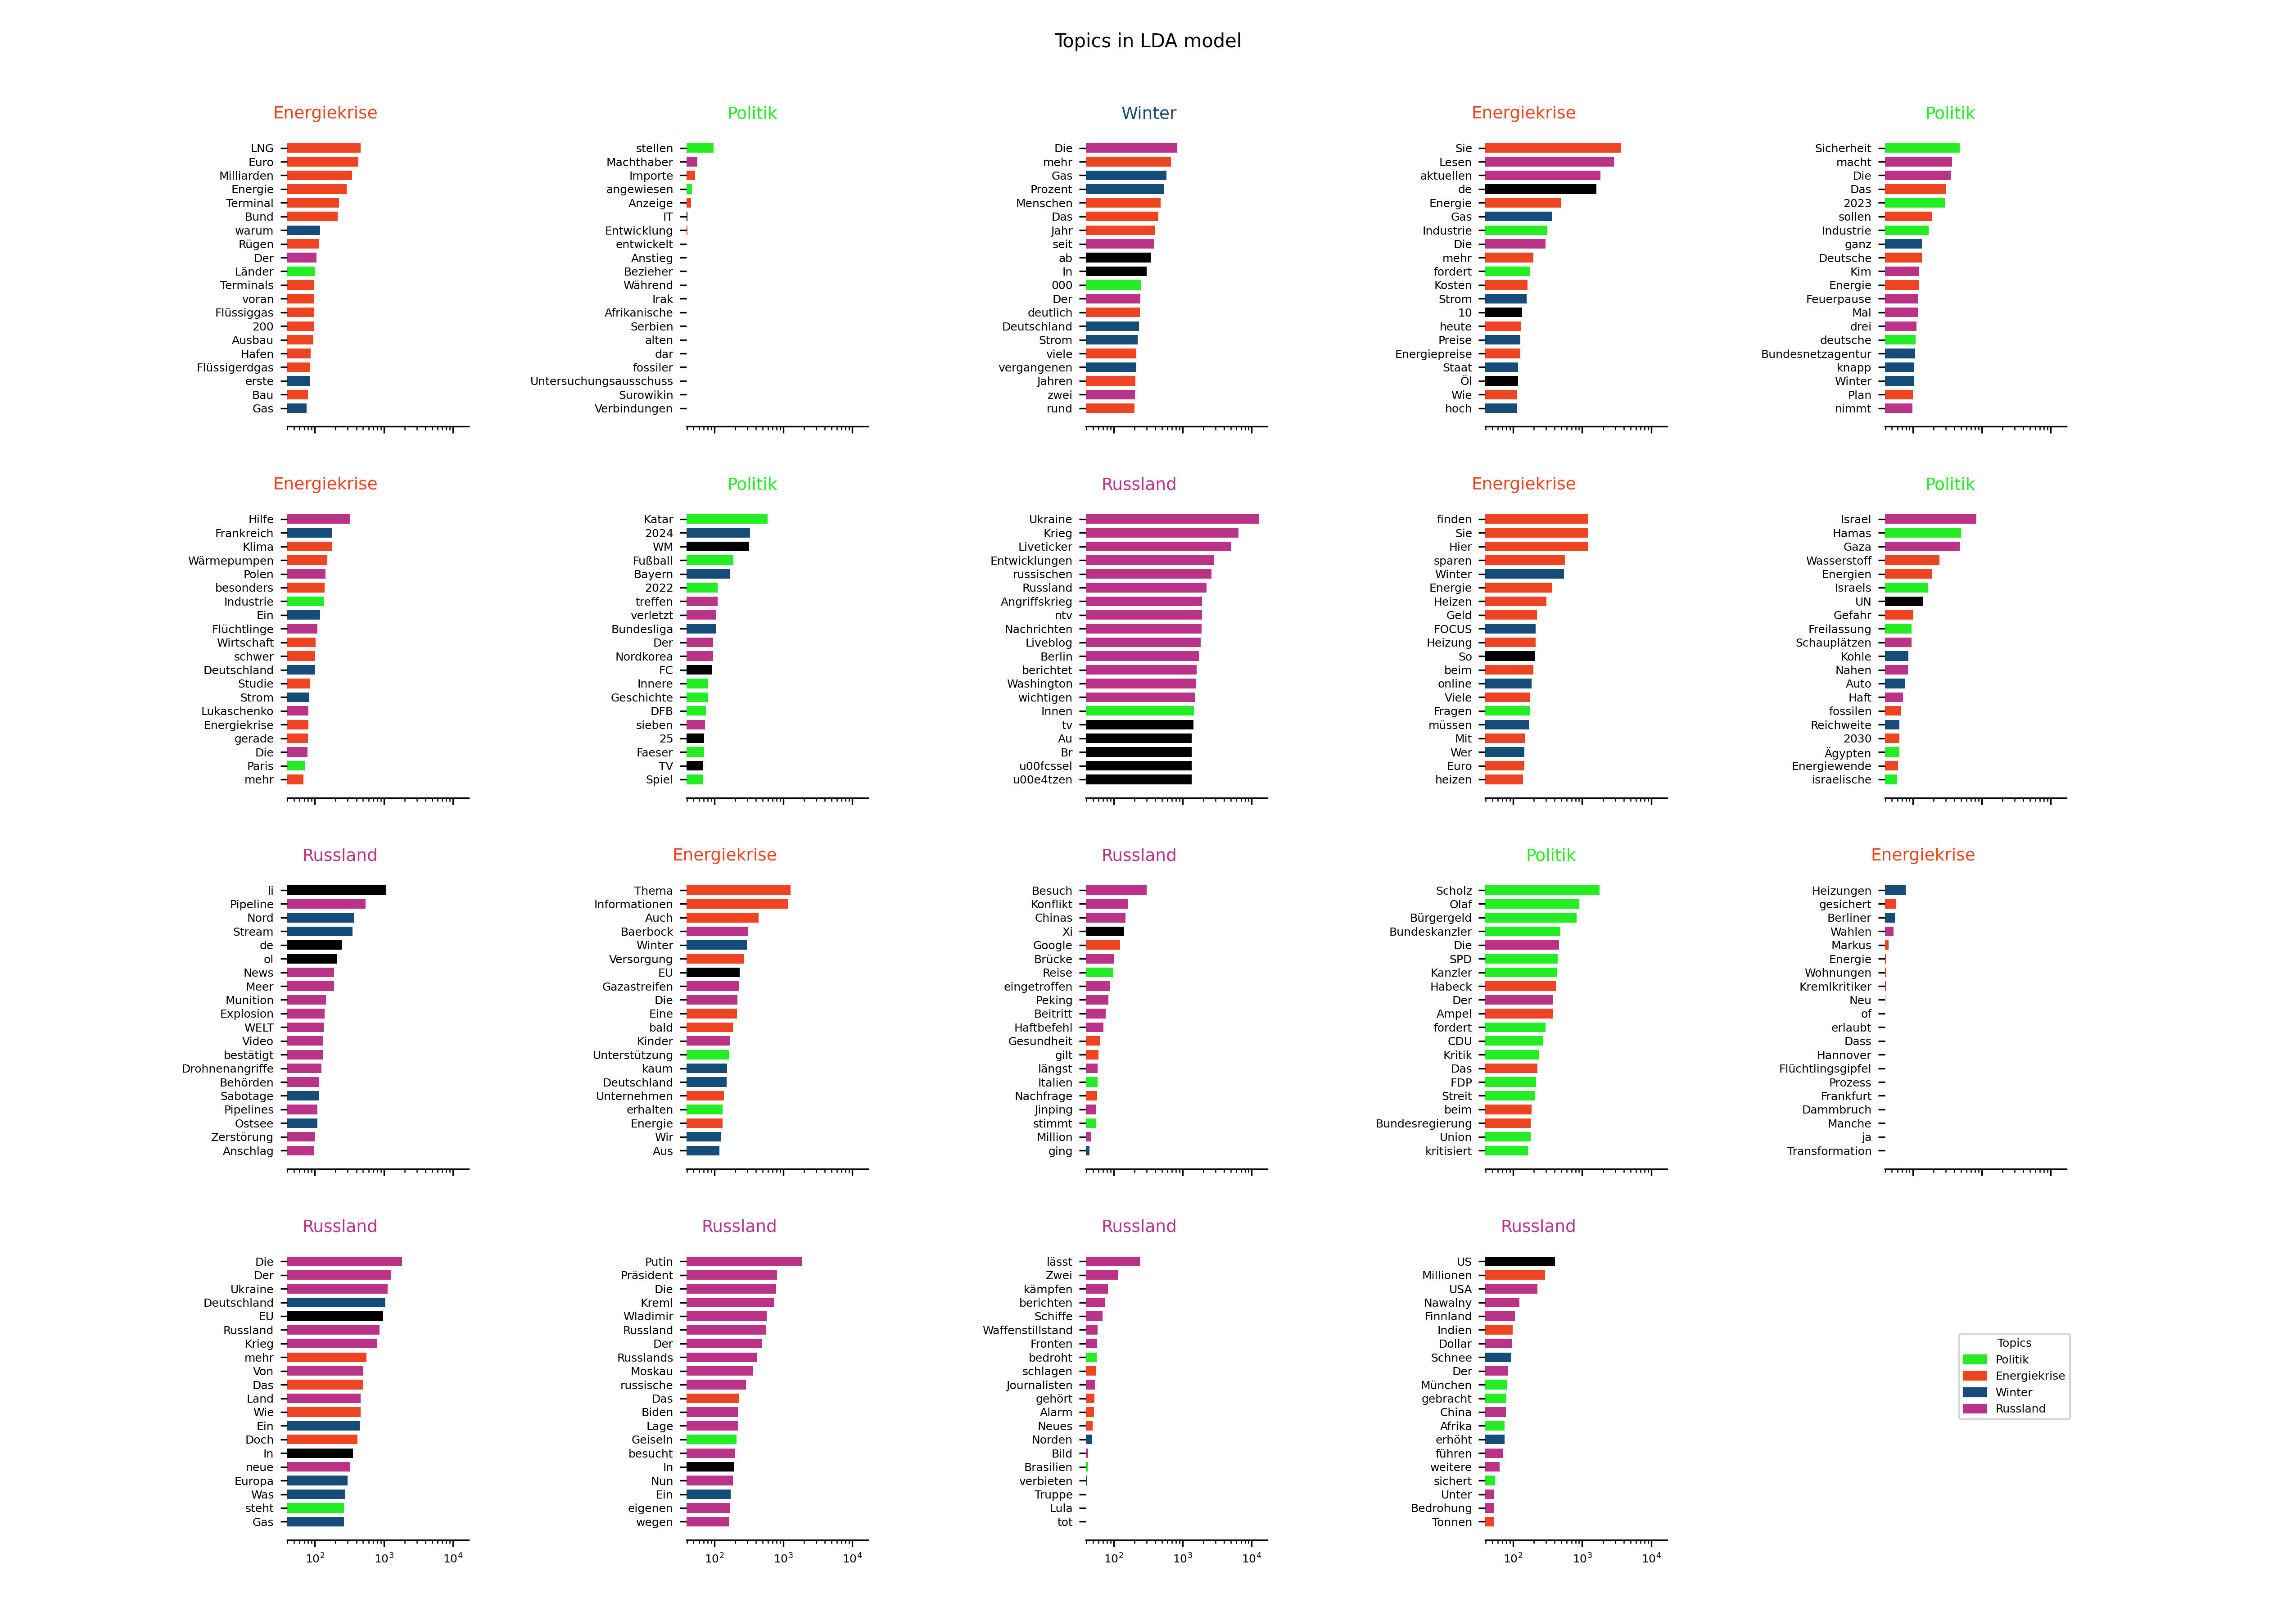 Topics in LDA model
Energiekrise
LNG
Euro
Milliarden
Energie
Terminal
Bund
warum
Rügen
Der
Länder
Terminals
voran
Flüssiggas
200
Ausbau
Hafen
Flüssigerdgas
erste
Bau
Gas
Politik
stellen
Machthaber
Importe
angewiesen
Anzeige
IT
Entwicklung
entwickelt
Anstieg
Bezieher
Während
Irak
Afrikanische
Serbien
alten
dar
fossiler
Untersuchungsausschuss
Surowikin
Verbindungen
Winter
Die
mehr
Gas
Prozent
Menschen
Das
Jahr
seit
ab
In
000
Der
deutlich
Deutschland
Strom
viele
vergangenen
Jahren
zwei
rund
Energiekrise
Sie
Lesen
aktuellen
de
Energie
Gas
Industrie
Die
mehr
fordert
Kosten
Strom
10
heute
Preise
Energiepreise
Staat
Öl
Wie
hoch
Politik
Sicherheit
macht
Die
Das
2023
sollen
Industrie
ganz
Deutsche
Kim
Energie
Feuerpause
Mal
drei
deutsche
Bundesnetzagentur
knapp
Winter
Plan
nimmt
Energiekrise
Hilfe
Frankreich
Klima
Wärmepumpen
Polen
besonders
Industrie
Ein
Flüchtlinge
Wirtschaft
schwer
Deutschland
Studie
Strom
Lukaschenko
Energiekrise
gerade
Die
Paris
mehr
Politik
Katar
2024
WM
Fußball
Bayern
2022
treffen
verletzt
Bundesliga
Der
Nordkorea
FC
Innere
Geschichte
DFB
sieben
25
Faeser
TV
Spiel
Russland
Ukraine
Krieg
Liveticker
Entwicklungen
russischen
Russland
Angriffskrieg
ntv
Nachrichten
Liveblog
Berlin
berichtet
Washington
wichtigen
Innen
tv
Au
Br
u00fcssel
u00e4tzen
Energiekrise
finden
Sie
Hier
sparen
Winter
Energie
Heizen
Geld
FOCUS
Heizung
So
beim
online
Viele
Fragen
müssen
Mit
Wer
Euro
heizen
Politik
Israel
Hamas
Gaza
Wasserstoff
Energien
Israels
UN
Gefahr
Freilassung
Schauplätzen
Kohle
Nahen
Auto
Haft
fossilen
Reichweite
2030
Ägypten
Energiewende
israelische
Russland
li
Pipeline
Nord
Stream
de
ol
News
Meer
Munition
Explosion
WELT
Video
bestätigt
Drohnenangriffe
Behörden
Sabotage
Pipelines
Ostsee
Zerstörung
Anschlag
Energiekrise
Thema
Informationen
Auch
Baerbock
Winter
Versorgung
EU
Gazastreifen
Die
Eine
bald
Kinder
Unterstützung
kaum
Deutschland
Unternehmen
erhalten
Energie
Wir
Aus
Russland
Besuch
Konflikt
Chinas
Xi
Google
Brücke
Reise
eingetroffen
Peking
Beitritt
Haftbefehl
Gesundheit
gilt
längst
Italien
Nachfrage
Jinping
stimmt
Million
ging
Politik
Scholz
Olaf
Bürgergeld
Bundeskanzler
Die
SPD
Kanzler
Habeck
Der
Ampel
fordert
CDU
Kritik
Das
FDP
Streit
beim
Bundesregierung
Union
kritisiert
Energiekrise
Heizungen
gesichert
Berliner
Wahlen
Markus
Energie
Wohnungen
Kremlkritiker
Neu
of
erlaubt
Dass
Hannover
Flüchtlingsgipfel
Prozess
Frankfurt
Dammbruch
Manche
ja
Transformation
Russland
Die
Der
Ukraine
Deutschland
EU
Russland
Krieg
mehr
Von
Das
Land
Wie
Ein
Doch
In
neue
Europa
Was
steht
Gas
10² 10³ 10⁴
Russland
Putin
Präsident
Die
Kreml
Wladimir
Russland
Der
Russlands
Moskau
russische
Das
Biden
Lage
Geiseln
besucht
In
Nun
Ein
eigenen
wegen
10² 10³ 10⁴
Russland
lässt
Zwei
kämpfen
berichten
Schiffe
Waffenstillstand
Fronten
bedroht
schlagen
Journalisten
gehört
Alarm
Neues
Norden
Bild
Brasilien
verbieten
Truppe
Lula
tot
10² 10³ 10⁴
Russland
US
Millionen
USA
Nawalny
Finnland
Indien
Dollar
Schnee
Der
München
gebracht
China
Afrika
erhöht
führen
weitere
sichert
Unter
Bedrohung
Tonnen
10² 10³ 10⁴
Topics
Politik
Energiekrise
Winter
Russland